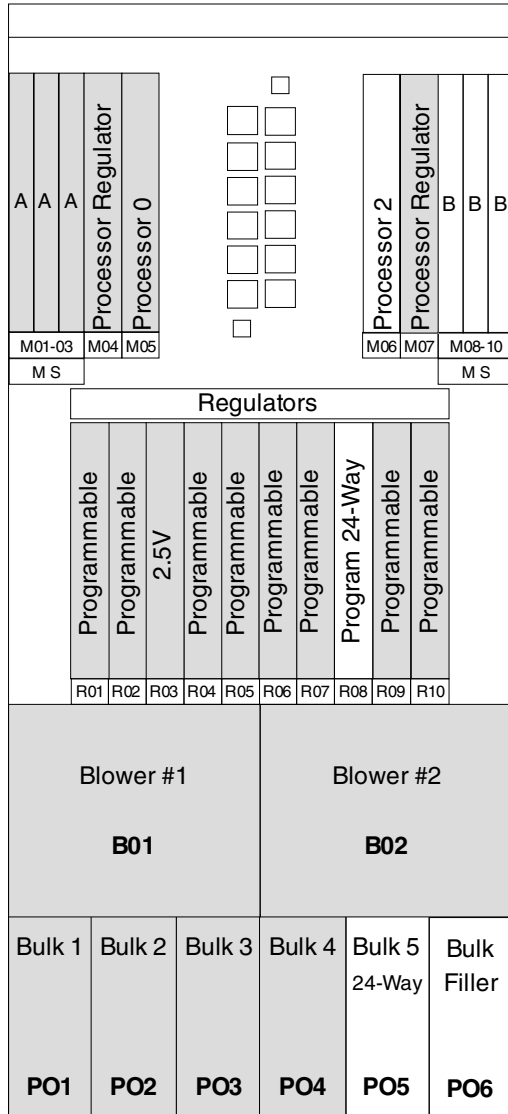 A A A Processor Regulator Processor 0 Processor 2 Processor Regulator B B B
M01-03 M04 M05 M06 M07 M08-10
M S M S
Regulators
Programmable Programmable 2.5V Programmable Programmable Programmable Programmable Program 24-Way Programmable Programmable
R01 R02 R03 R04 R05 R06 R07 R08 R09 R10
Blower #1 Blower #2
B01 B02
Bulk 1 Bulk 2 Bulk 3 Bulk 4 Bulk 5 Bulk
24-Way Filler
PO1 PO2 PO3 PO4 PO5 PO6